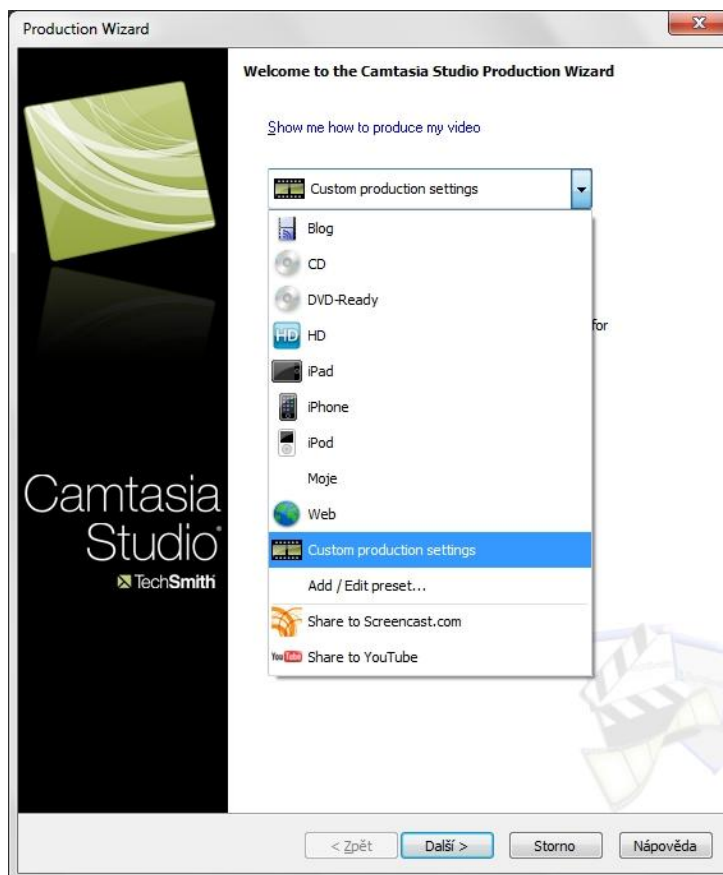 Production Wizard
Welcome to the Camtasia Studio Production Wizard
Show me how to produce my video
Custom production settings
Blog
CD
DVD-Ready
HD
HD
for
iPad
iPhone
iPod
Moje
Web
Custom production settings
Add / Edit preset...
Share to Screencast.com
You Tube
Share to YouTube
Camtasia
Studio
TechSmith
< Zpět
Další >
Storno
Nápověda